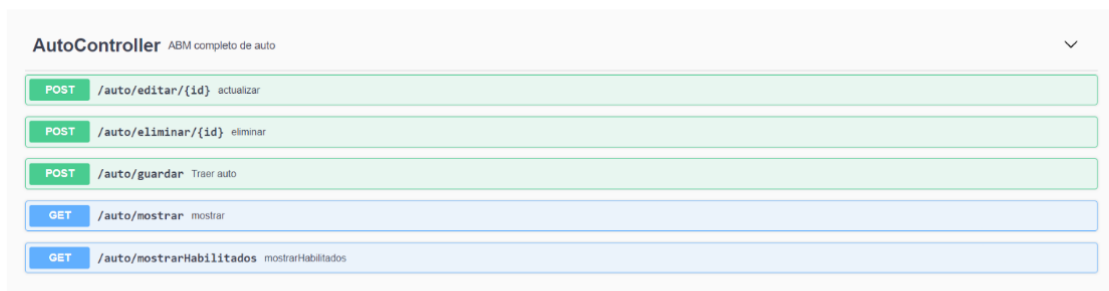 AutoController ABM completo de auto
POST /auto/editar/{id} actualizar
POST /auto/eliminar/{id} eliminar
POST /auto/guardar Traer auto
GET /auto/mostrar mostrar
GET /auto/mostrarHabilitados mostrarHabilitados